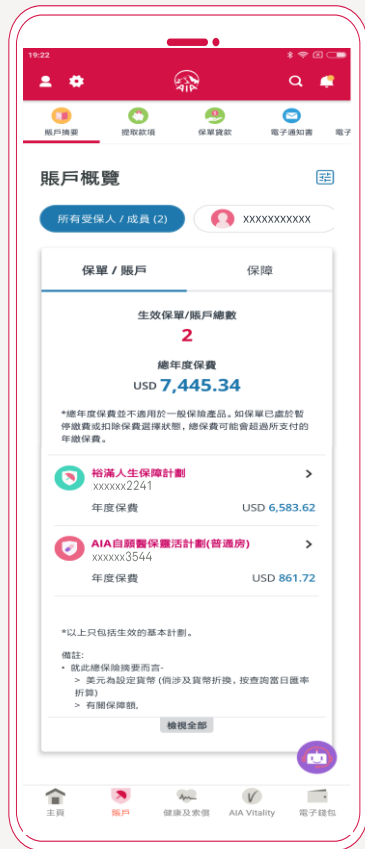 19:22
AIA
賬戶摘要
提取款項
保單貸款
電子通知書
電子
賬戶概覽
所有受保人 / 成員 (2)
xxxxxxxxxxx
保單 / 賬戶
保障
生效保單/賬戶總數
2
總年度保費
USD 7,445.34
*總年度保費並不適用於一般保險產品。如保單已處於暫
停繳費或扣除保費選擇狀態，總保費可能會超過所支付的
年繳保費。
裕滿人生保障計劃
xxxxxx2241
年度保費
USD 6,583.62
AIA自願醫保靈活計劃(普通房)
xxxxxx3544
年度保費
USD 861.72
*以上只包括生效的基本計劃。
備註:
• 就此總保險摘要而言-
> 美元為設定貨幣 (倘涉及貨幣折換，按查詢當日匯率
折算)
> 有關保障額,
檢視全部
主頁
賬戶
健康及索償
AIA Vitality
電子錢包